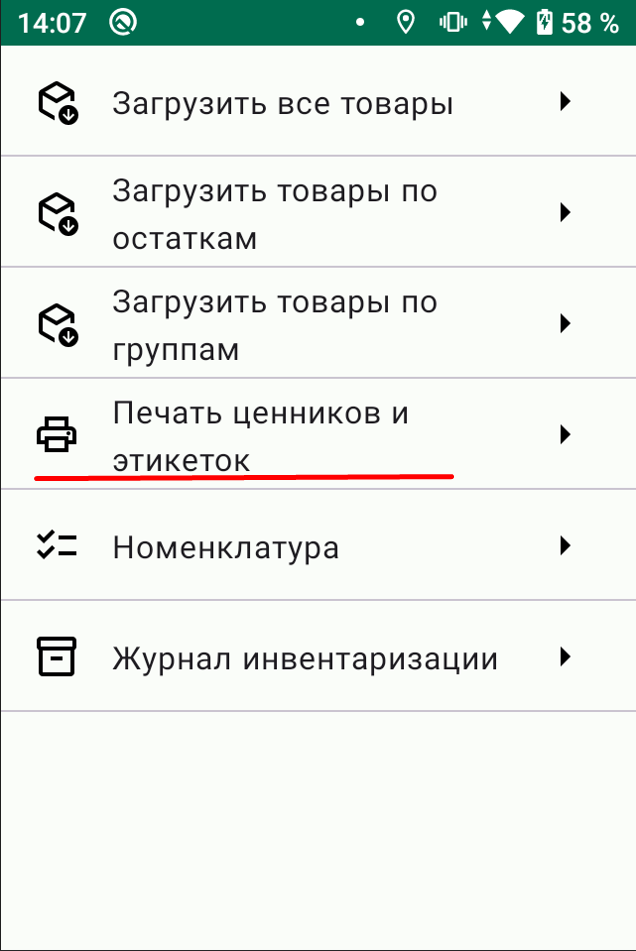 14:07 58 %
Загрузить все товары
Загрузить товары по
остаткам
Загрузить товары по
группам
Печать ценников и
этикеток
Номенклатура
Журнал инвентаризации